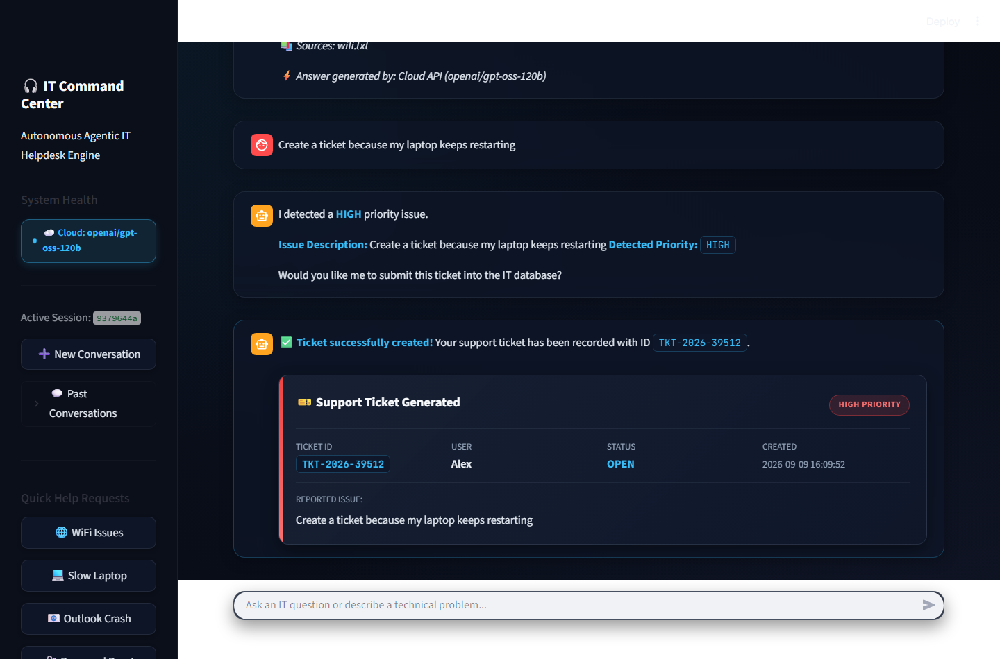 Deploy
IT Command
Center
Autonomous Agentic IT
Helpdesk Engine
System Health
Cloud: openai/gpt-
oss-120b
Active Session: 9379644a
New Conversation
Past
Conversations
Quick Help Requests
WiFi Issues
Slow Laptop
Outlook Crash
Sources: wifi.txt
Answer generated by: Cloud API (openai/gpt-oss-120b)
Create a ticket because my laptop keeps restarting
I detected a HIGH priority issue.
Issue Description: Create a ticket because my laptop keeps restarting Detected Priority: HIGH
Would you like me to submit this ticket into the IT database?
Ticket successfully created! Your support ticket has been recorded with ID TKT-2026-39512.
Support Ticket Generated
HIGH PRIORITY
TICKET ID USER STATUS CREATED
TKT-2026-39512 Alex OPEN 2026-09-09 16:09:52
REPORTED ISSUE:
Create a ticket because my laptop keeps restarting
Ask an IT question or describe a technical problem...